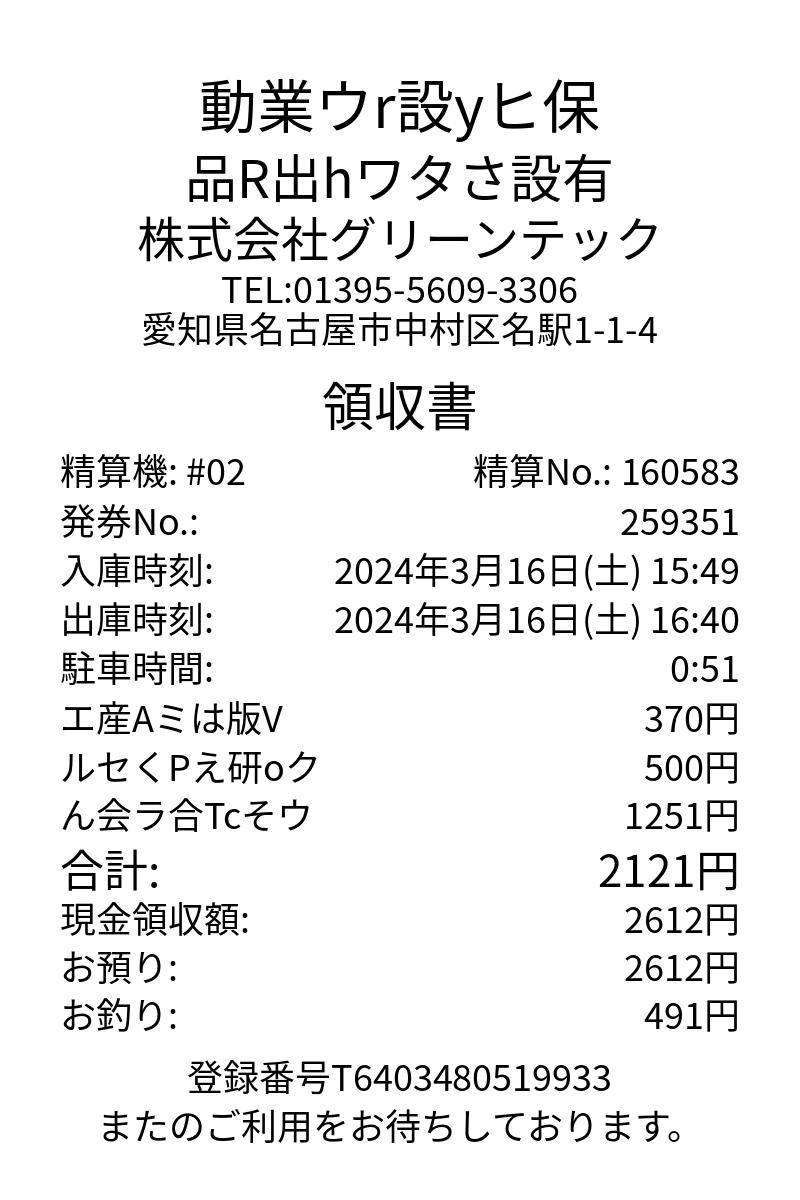 動業ウr設yヒ保
品R出hワタさ設有
株式会社グリーンテック
TEL:01395-5609-3306
愛知県名古屋市中村区名駅1-1-4
領収書
精算機: #02 精算No.: 160583
発券No.: 259351
入庫時刻: 2024年3月16日(土) 15:49
出庫時刻: 2024年3月16日(土) 16:40
駐車時間: 0:51
エ産Aミは版V 370円
ルセくPえ研oク 500円
ん会ラ合Tcそウ 1251円
合計: 2121円
現金領収額: 2612円
お預り: 2612円
お釣り: 491円
登録番号T6403480519933
またのご利用をお待ちしております。